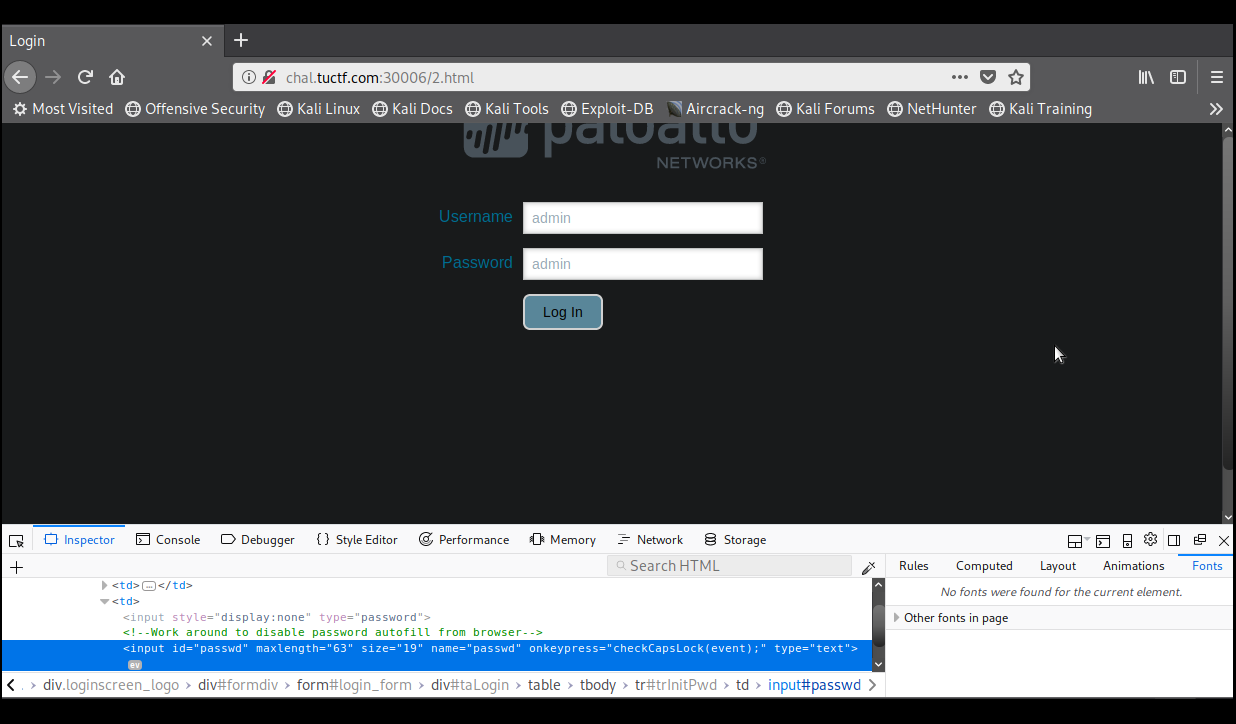 Login
chal.tuctf.com:30006/2.html
Most Visited Offensive Security Kali Linux Kali Docs Kali Tools Exploit-DB Aircrack-ng Kali Forums NetHunter Kali Training
paloalto
NETWORKS®
Username admin
Password admin
Log In
Inspector Console Debugger {} Style Editor Performance Memory Network Storage
Search HTML
Rules Computed Layout Animations Fonts
<td>…</td>
No fonts were found for the current element.
<td>
<input style="display:none" type="password">
Other fonts in page
<!--Work around to disable password autofill from browser-->
<input id="passwd" maxlength="63" size="19" name="passwd" onkeypress="checkCapsLock(event);" type="text">
ev
div.loginscreen_logo > div#formdiv > form#login_form > div#taLogin > table > tbody > tr#trInitPwd > td > input#passwd